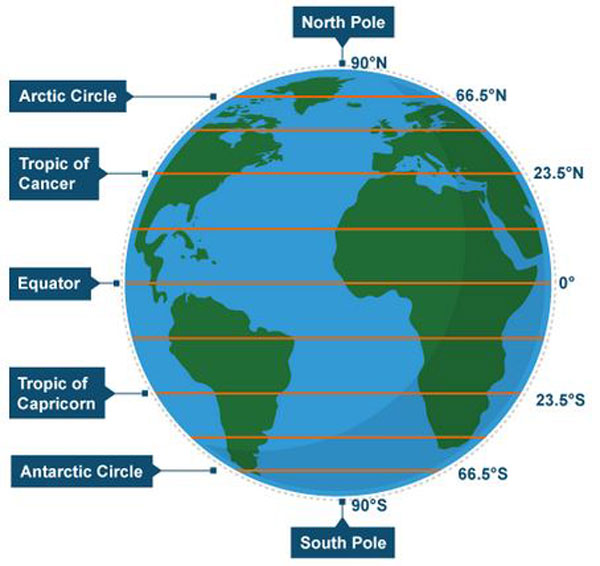 North Pole
90°N
Arctic Circle
66.5°N
Tropic of
Cancer
23.5°N
Equator
0°
Tropic of
Capricorn
23.5°S
Antarctic Circle
66.5°S
90°S
South Pole